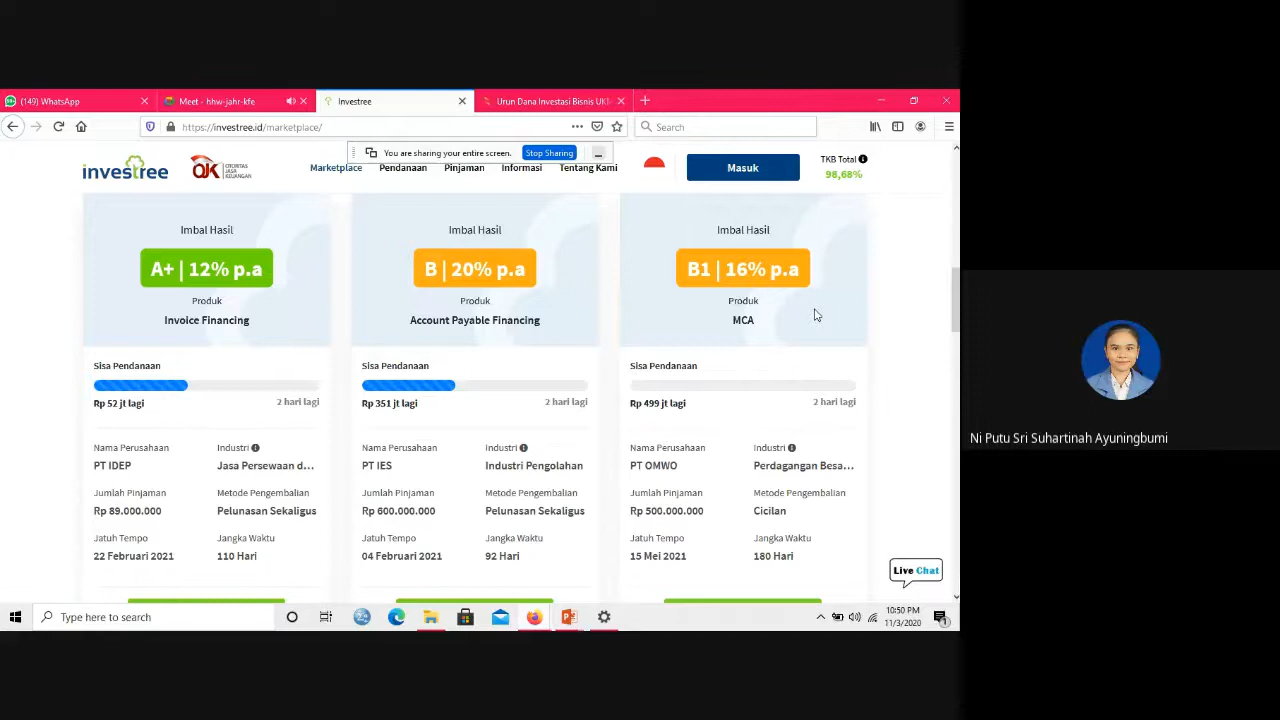 (149) WhatsApp
Meet - hhw-jahr-kfe
Investree
Urun Dana Investasi Bisnis UKM
https://investree.id/marketplace/
Search
You are sharing your entire screen.
Stop Sharing
investree
OJK OTORITAS JASA KEUANGAN
Marketplace Pendanaan Pinjaman Informasi Tentang Kami
Masuk
TKB Total
98,68%
Imbal Hasil
A+ | 12% p.a
Produk
Invoice Financing
Sisa Pendanaan
Rp 52 jt lagi 2 hari lagi
Nama Perusahaan Industri
PT IDEP Jasa Persewaan d...
Jumlah Pinjaman Metode Pengembalian
Rp 89.000.000 Pelunasan Sekaligus
Jatuh Tempo Jangka Waktu
22 Februari 2021 110 Hari
Imbal Hasil
B | 20% p.a
Produk
Account Payable Financing
Sisa Pendanaan
Rp 351 jt lagi 2 hari lagi
Nama Perusahaan Industri
PT IES Industri Pengolahan
Jumlah Pinjaman Metode Pengembalian
Rp 600.000.000 Pelunasan Sekaligus
Jatuh Tempo Jangka Waktu
04 Februari 2021 92 Hari
Imbal Hasil
B1 | 16% p.a
Produk
MCA
Sisa Pendanaan
Rp 499 jt lagi 2 hari lagi
Nama Perusahaan Industri
PT OMWO Perdagangan Besa...
Jumlah Pinjaman Metode Pengembalian
Rp 500.000.000 Cicilan
Jatuh Tempo Jangka Waktu
15 Mei 2021 180 Hari
Live Chat
Type here to search
10:50 PM
11/3/2020
Ni Putu Sri Suhartinah Ayuningbumi